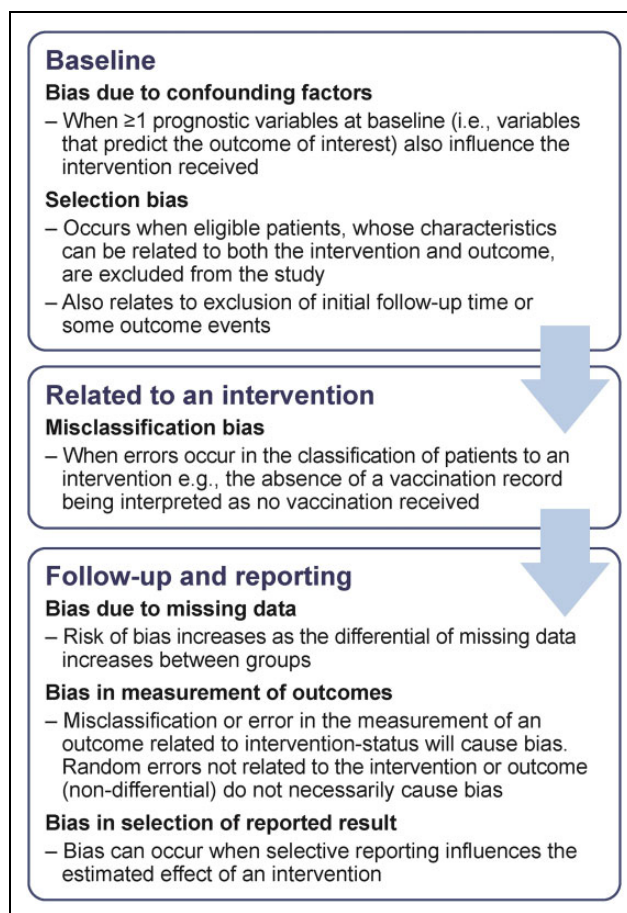 Baseline
Bias due to confounding factors
– When ≥1 prognostic variables at baseline (i.e., variables
that predict the outcome of interest) also influence the
intervention received
Selection bias
– Occurs when eligible patients, whose characteristics
can be related to both the intervention and outcome,
are excluded from the study
– Also relates to exclusion of initial follow-up time or
some outcome events
Related to an intervention
Misclassification bias
– When errors occur in the classification of patients to an
intervention e.g., the absence of a vaccination record
being interpreted as no vaccination received
Follow-up and reporting
Bias due to missing data
– Risk of bias increases as the differential of missing data
increases between groups
Bias in measurement of outcomes
– Misclassification or error in the measurement of an
outcome related to intervention-status will cause bias.
Random errors not related to the intervention or outcome
(non-differential) do not necessarily cause bias
Bias in selection of reported result
– Bias can occur when selective reporting influences the
estimated effect of an intervention